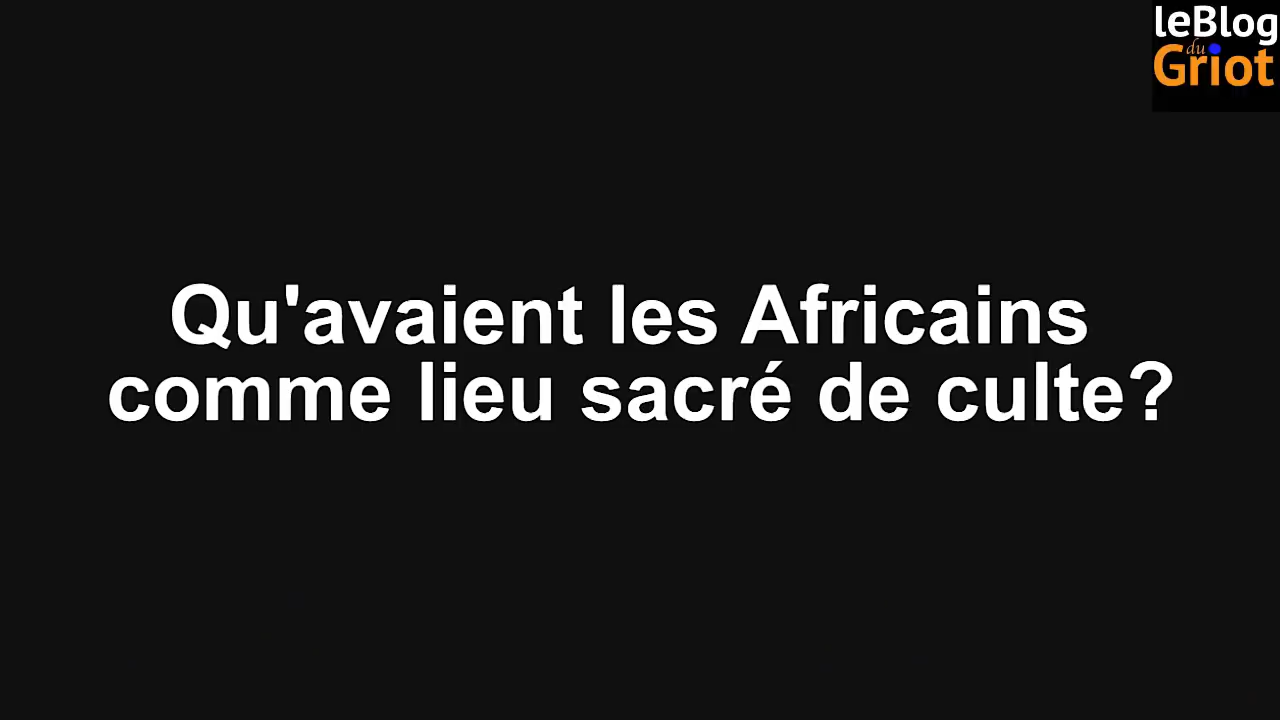 leBlog
du
Griot
Qu'avaient les Africains
comme lieu sacré de culte?